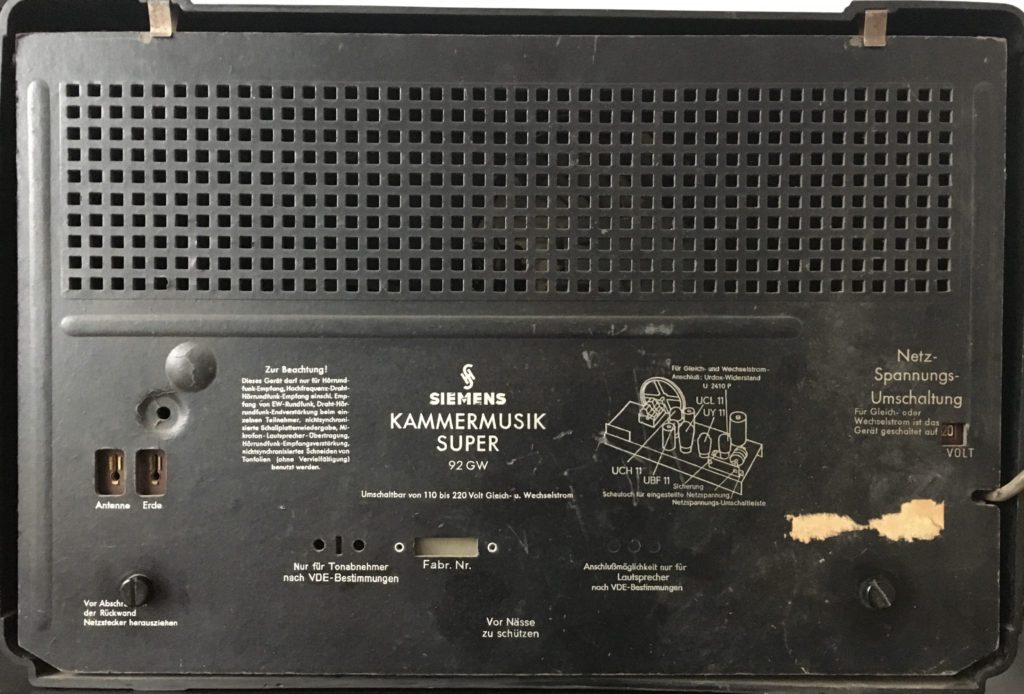 Zur Beachtung!
Dieses Gerät darf nur für Hörrund-
funk-Empfang, Hochfrequenz-Draht-
Hörrundfunk-Empfang einschl. Emp-
fang von EW-Rundfunk, Draht-Hör-
rundfunk-Endverstärkung beim ein-
zelnen Teilnehmer, nichtsynchroni-
sierte Schallplattenwiedergabe, Mi-
krofon-Lautsprecher-Übertragung,
Hörrundfunk-Empfangsverstärkung,
nichtsynchronisiertes Schneiden von
Tonfolien (ohne Vervielfältigung)
benutzt werden.
SIEMENS
KAMMERMUSIK
SUPER
92 GW
Umschaltbar von 110 bis 220 Volt Gleich- u. Wechselstrom
Für Gleich- und Wechselstrom-
Anschluß: Urdox-Widerstand
U 2410 P
UCL 11
UY 11
UCH 11
UBF 11
Sicherung
Schauloch für eingestellte Netzspannung
Netzspannungs-Umschaltleiste
Netz-
Spannungs-
Umschaltung
Für Gleich- oder
Wechselstrom ist das
Gerät geschaltet auf
20
VOLT
Antenne
Erde
Nur für Tonabnehmer
nach VDE-Bestimmungen
Fabr. Nr.
Anschlußmöglichkeit nur für
Lautsprecher
nach VDE-Bestimmungen
Vor Abschr
der Rückwand
Netzstecker herausziehen
Vor Nässe
zu schützen